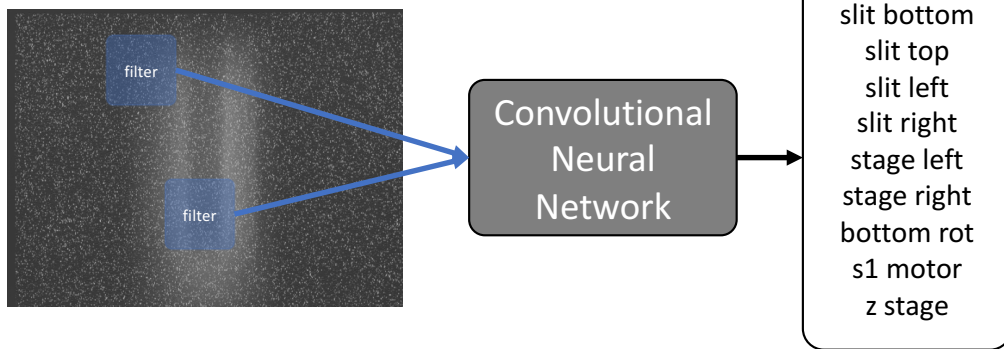 filter
filter
Convolutional
Neural
Network
slit bottom
slit top
slit left
slit right
stage left
stage right
bottom rot
s1 motor
z stage